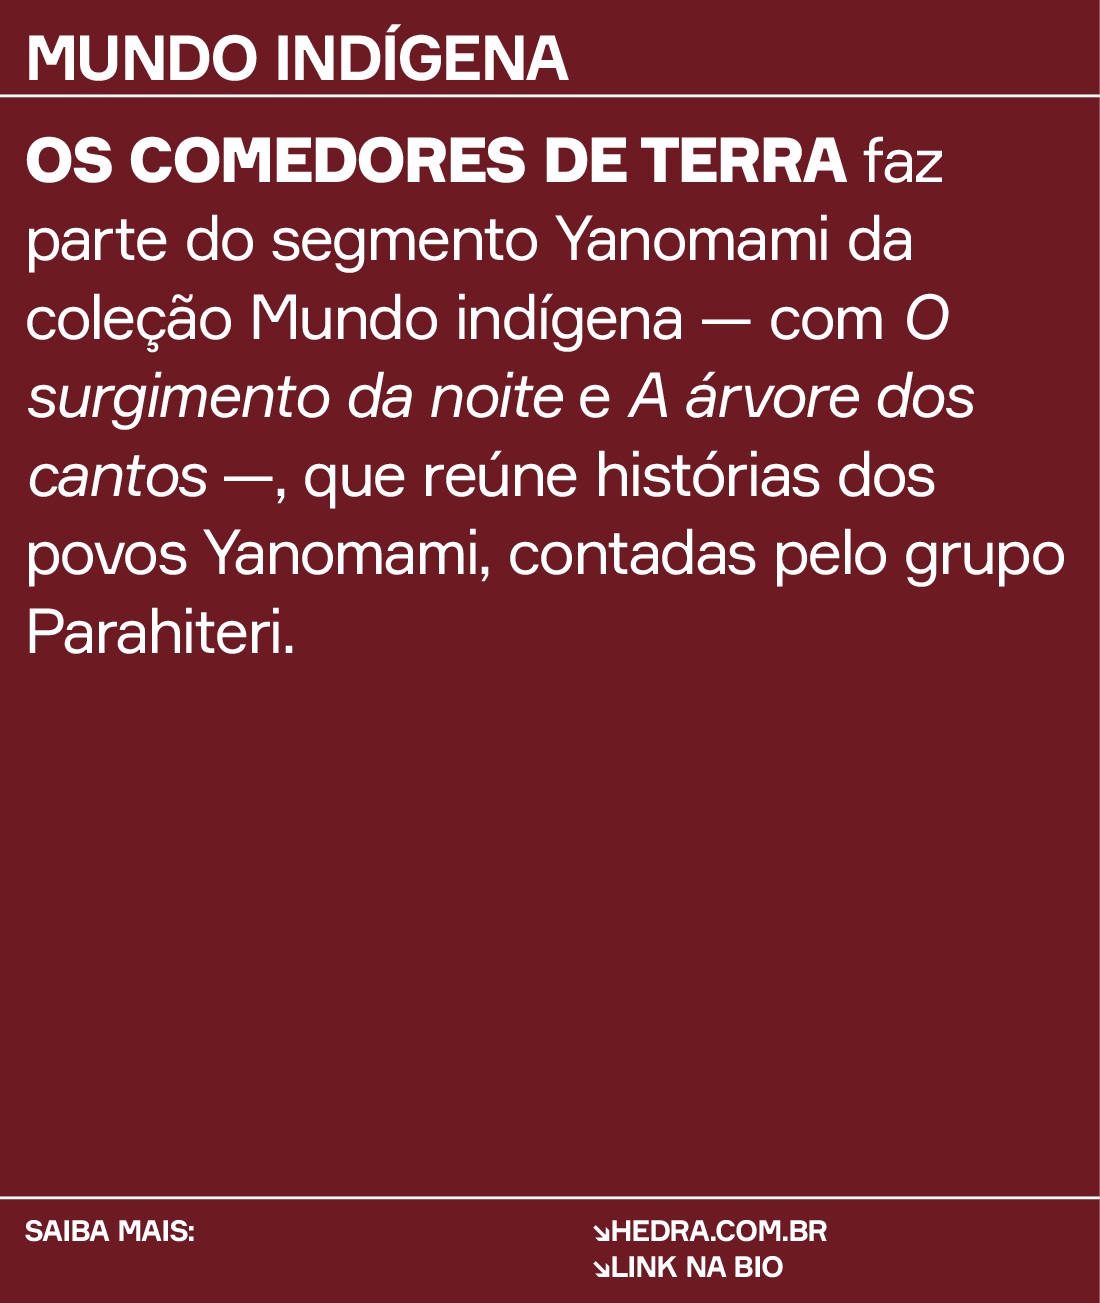 MUNDO INDÍGENA
OS COMEDORES DE TERRA faz
parte do segmento Yanomami da
coleção Mundo indígena — com O
surgimento da noite e A árvore dos
cantos —, que reúne histórias dos
povos Yanomami, contadas pelo grupo
Parahiteri.
SAIBA MAIS:
↘HEDRA.COM.BR
↘LINK NA BIO